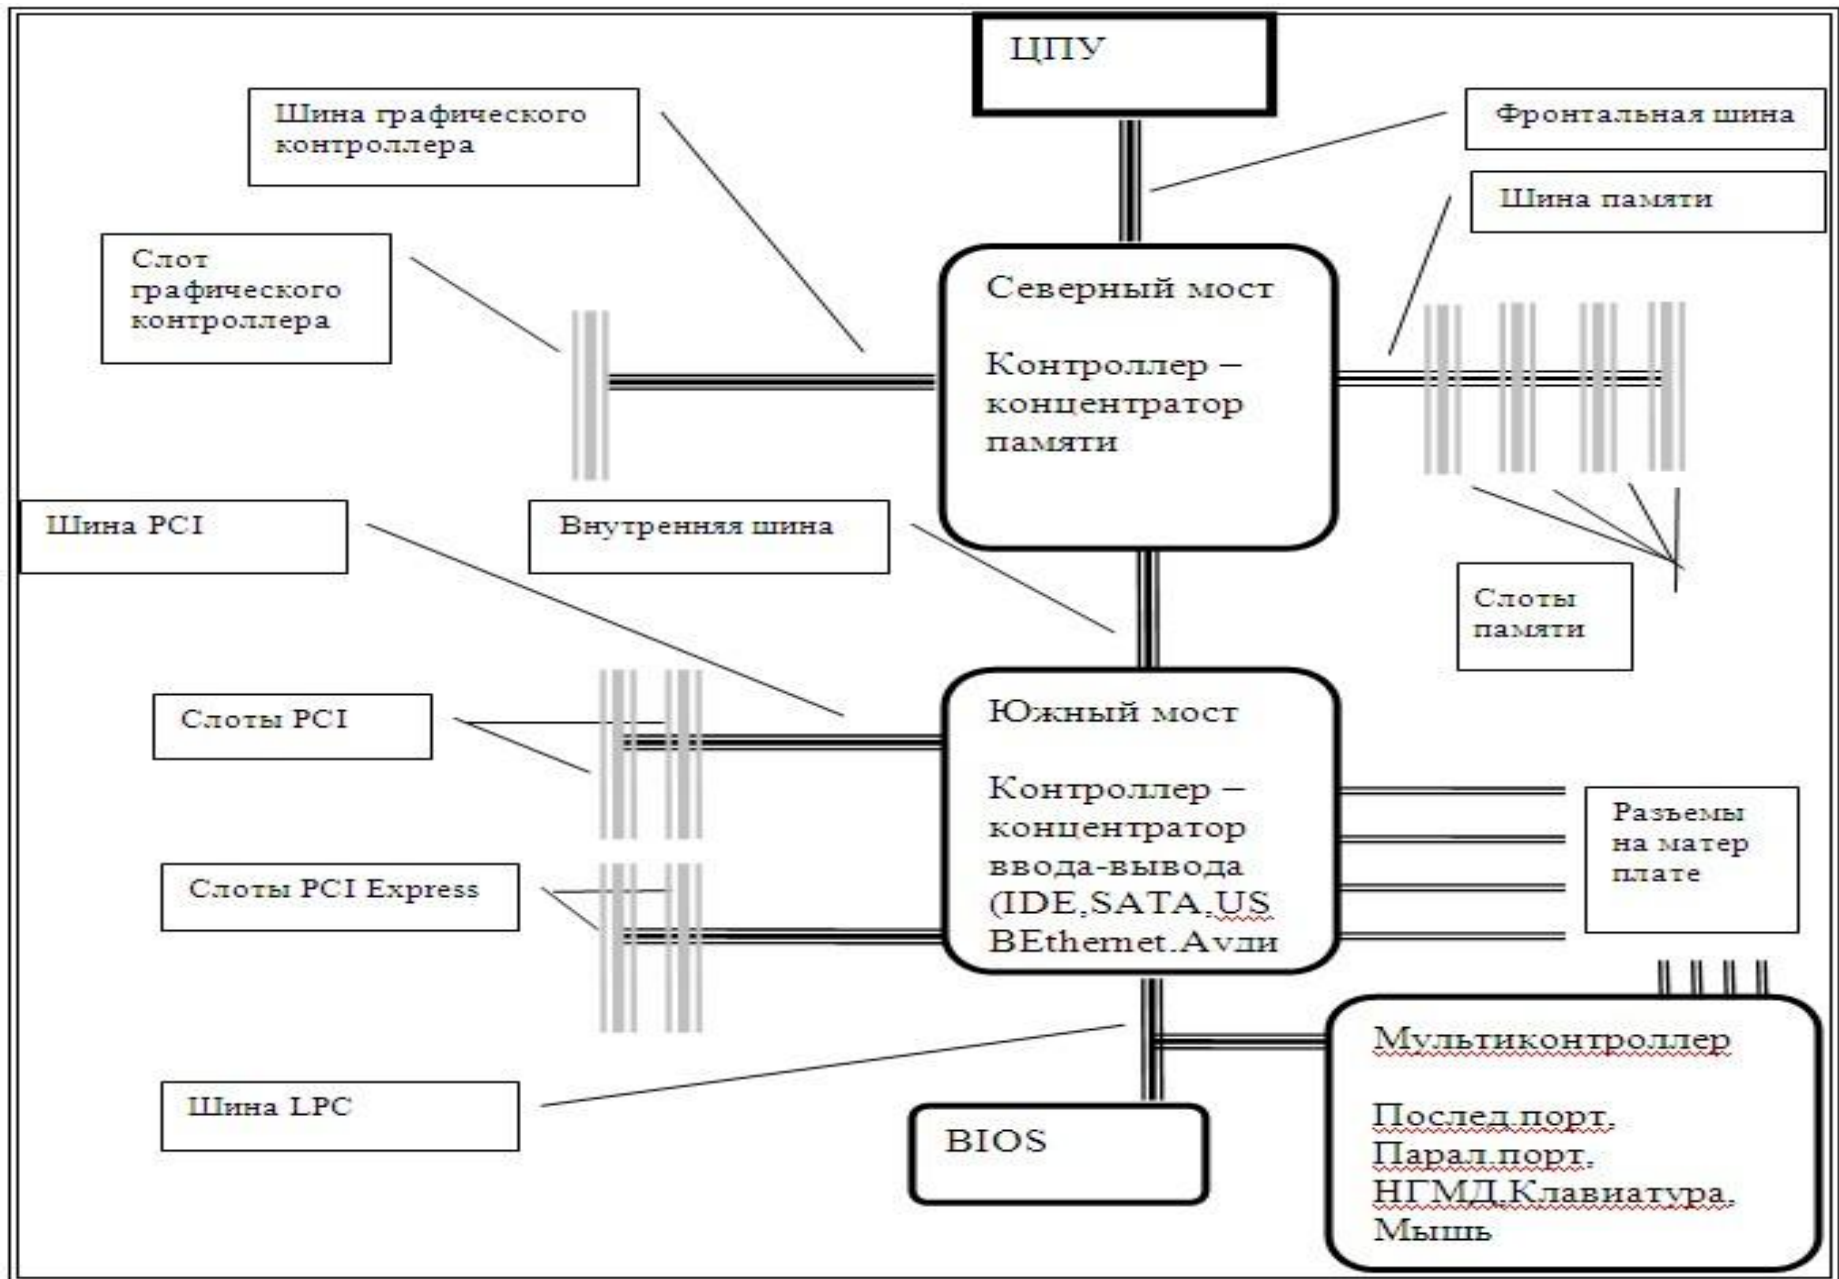 ЦПУ
Шина графического
контроллера
Фронтальная шина
Шина памяти
Слот
графического
контроллера
Северный мост
Контроллер –
концентратор
памяти
Шина PCI
Внутренняя шина
Слоты
памяти
Слоты PCI
Южный мост
Контроллер –
концентратор
ввода-вывода
(IDE,SATA,US
BEthernet.Ауди
Разъемы
на матер
плате
Слоты PCI Express
Шина LPC
BIOS
Мультиконтроллер
Послед.порт,
Парал.порт,
НГМД,Клавиатура,
Мышь